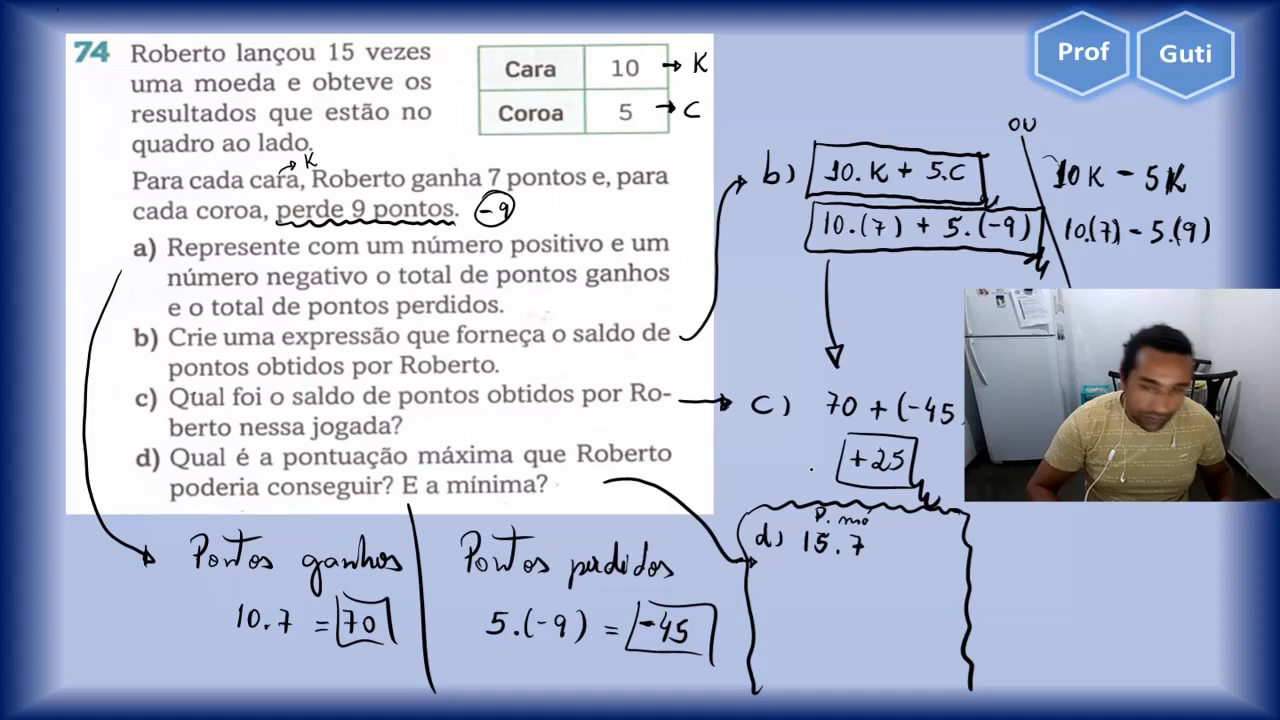 Prof Guti
74 Roberto lançou 15 vezes
uma moeda e obteve os
resultados que estão no
quadro ao lado.
Cara 10 → K
Coroa 5 → C
→ K
Para cada cara, Roberto ganha 7 pontos e, para
cada coroa, perde 9 pontos. -9
a) Represente com um número positivo e um
número negativo o total de pontos ganhos
e o total de pontos perdidos.
b) Crie uma expressão que forneça o saldo de
pontos obtidos por Roberto.
c) Qual foi o saldo de pontos obtidos por Ro-
berto nessa jogada?
d) Qual é a pontuação máxima que Roberto
poderia conseguir? E a mínima?
Pontos ganhos
10.7 = 70
Pontos perdidos
5.(-9) = -45
b) 10.K + 5.C
10.(7) + 5.(-9)
OU
10K - 5K
10.(7) - 5.(9)
c) 70 + (-45
+25
P. má
d) 15.7